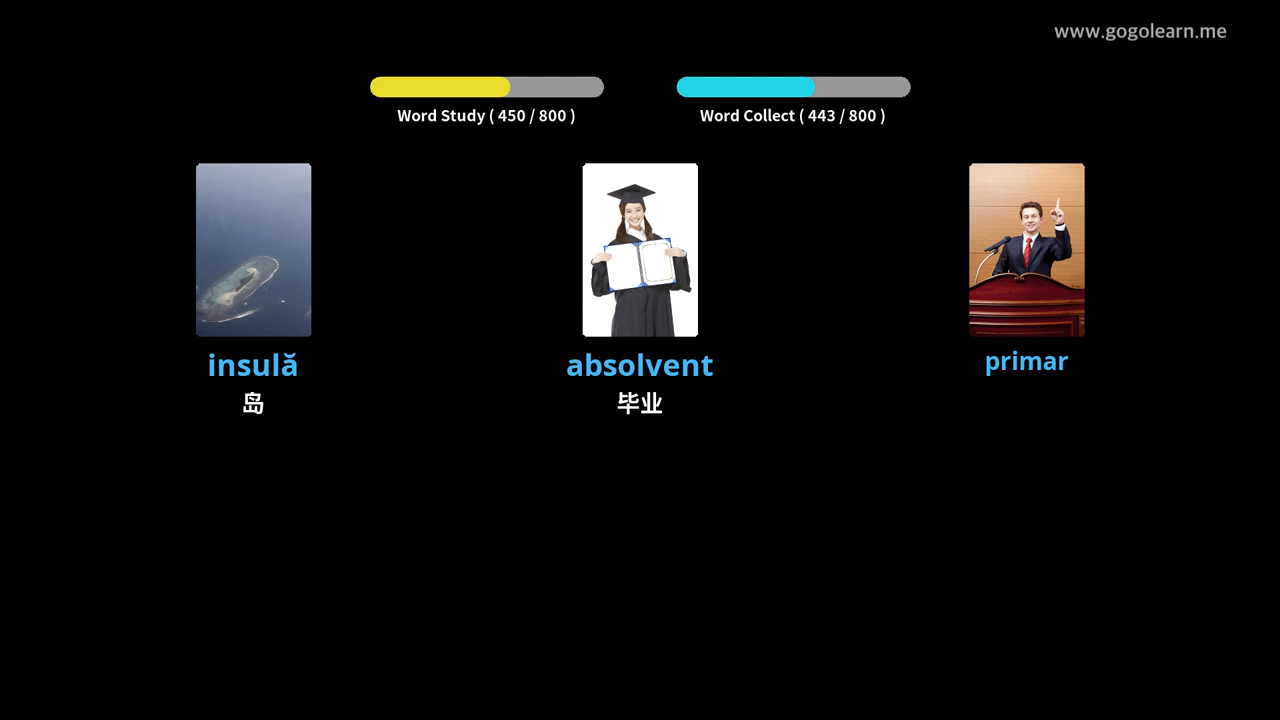 www.gogolearn.me
Word Study ( 450 / 800 )
Word Collect ( 443 / 800 )
insulă
岛
absolvent
毕业
primar